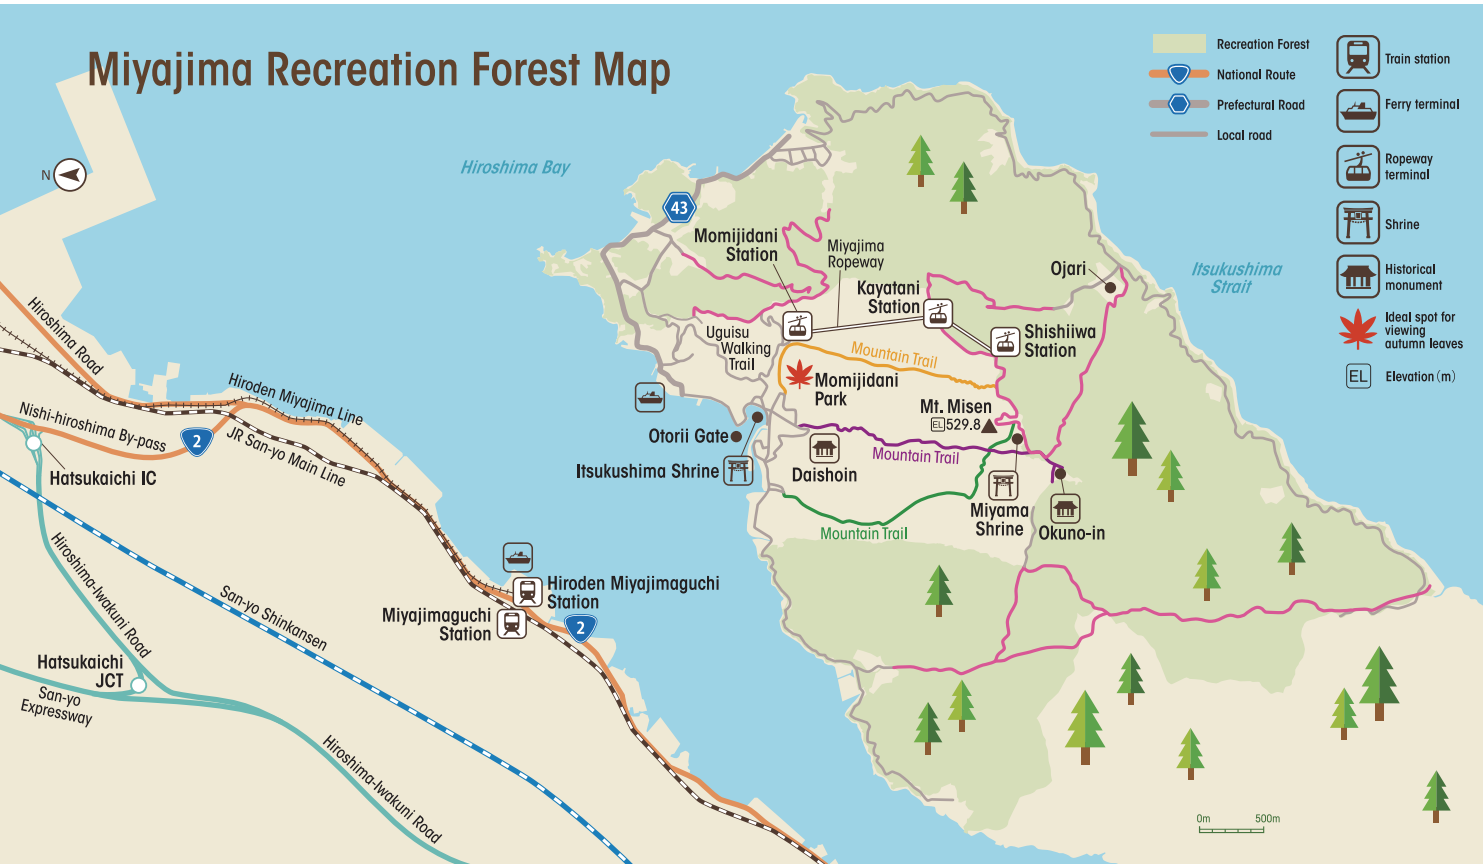 Miyajima Recreation Forest Map
N
Hiroshima Bay
Itsukushima
Strait
Recreation Forest
National Route
Prefectural Road
Local road
Train station
Ferry terminal
Ropeway
terminal
Shrine
Historical
monument
Ideal spot for
viewing
autumn leaves
EL
Elevation (m)
43
Momijidani
Station
Miyajima
Ropeway
Kayatani
Station
Ojari
Shishiiwa
Station
Uguisu
Walking
Trail
Mountain Trail
Momijidani
Park
Mt. Misen
EL 529.8
Otorii Gate
Itsukushima Shrine
Daishoin
Mountain Trail
Miyama
Shrine
Okuno-in
Mountain Trail
Hiroshima Road
Hiroden Miyajima Line
Nishi-hiroshima By-pass
2
JR San-yo Main Line
Hatsukaichi IC
Hiroshima-Iwakuni Road
San-yo Shinkansen
Hiroden Miyajimaguchi
Station
Miyajimaguchi
Station
2
Hatsukaichi
JCT
San-yo
Expressway
Hiroshima-Iwakuni Road
0m 500m